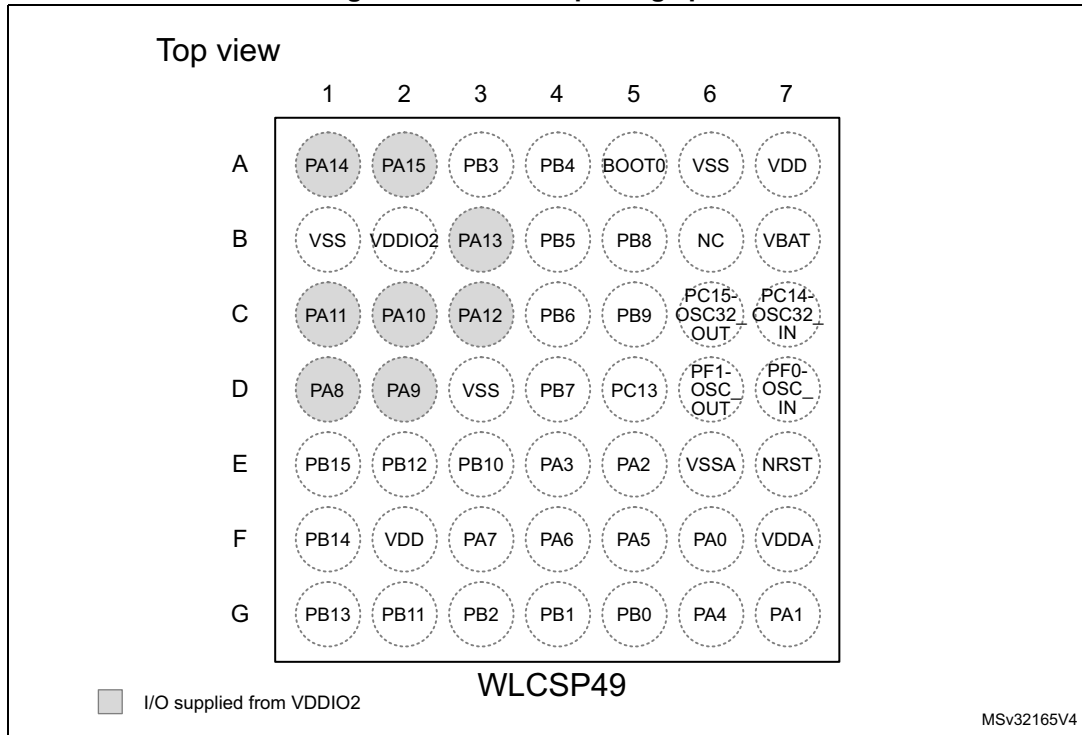 Top view
1 2 3 4 5 6 7
A PA14 PA15 PB3 PB4 BOOT0 VSS VDD
B VSS VDDIO2 PA13 PB5 PB8 NC VBAT
C PA11 PA10 PA12 PB6 PB9 PC15-OSC32_OUT PC14-OSC32_IN
D PA8 PA9 VSS PB7 PC13 PF1-OSC_OUT PF0-OSC_IN
E PB15 PB12 PB10 PA3 PA2 VSSA NRST
F PB14 VDD PA7 PA6 PA5 PA0 VDDA
G PB13 PB11 PB2 PB1 PB0 PA4 PA1
WLCSP49
I/O supplied from VDDIO2
MSv32165V4